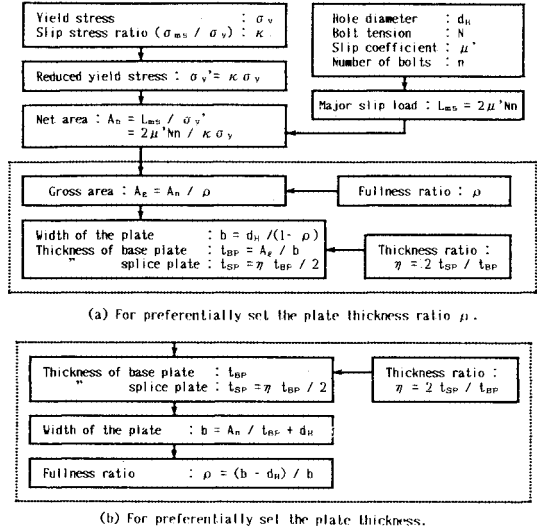 Yield stress : σy
Slip stress ratio (σms / σy) : κ
Hole diameter : dH
Bolt tension : N
Slip coefficient : μ'
Number of bolts : n
Reduced yield stress : σy'= κσy
Major slip load : Lms = 2μ'Nn
Net area : An = Lms / σy'
= 2μ'Nn / κσy
Gross area : Ag = An / ρ
Fullness ratio : ρ
Width of the plate : b = dH /(1- ρ)
Thickness of base plate : tBP = Ag / b
" splice plate : tSP = η tBP / 2
Thickness ratio :
η = 2 tSP / tBP
(a) For preferentially set the plate thickness ratio ρ.
Thickness of base plate : tBP
" splice plate : tSP = η tBP / 2
Thickness ratio :
η = 2 tSP / tBP
Width of the plate : b = An / tBP + dH
Fullness ratio : ρ = (b - dH) / b
(b) For preferentially set the plate thickness.